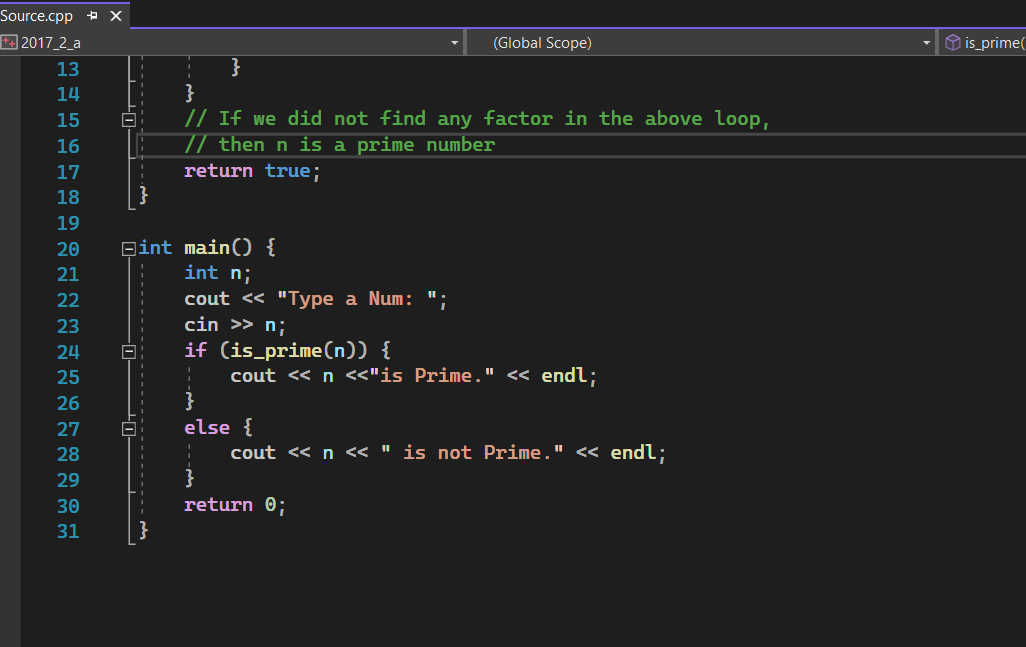 Source.cpp
2017_2_a (Global Scope) is_prime(
13 }
14 }
15 // If we did not find any factor in the above loop,
16 // then n is a prime number
17 return true;
18 }
19
20 int main() {
21 int n;
22 cout << "Type a Num: ";
23 cin >> n;
24 if (is_prime(n)) {
25 cout << n <<"is Prime." << endl;
26 }
27 else {
28 cout << n << " is not Prime." << endl;
29 }
30 return 0;
31 }